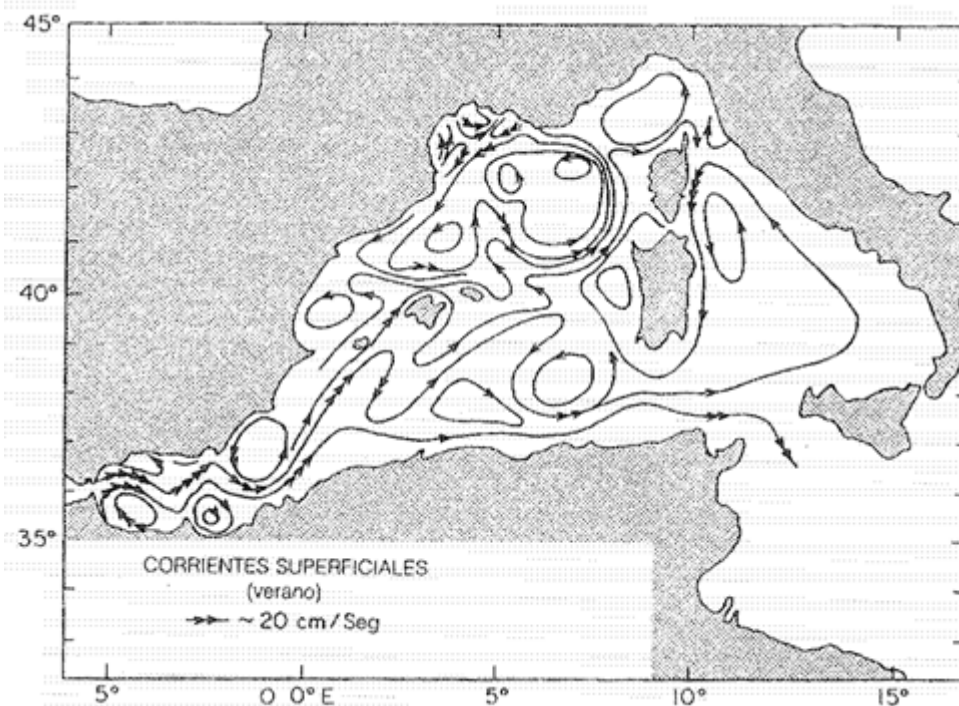 45°
40°
35°
CORRIENTES SUPERFICIALES
(verano)
~ 20 cm/Seg
5° 0 0° E 5° 10° 15°